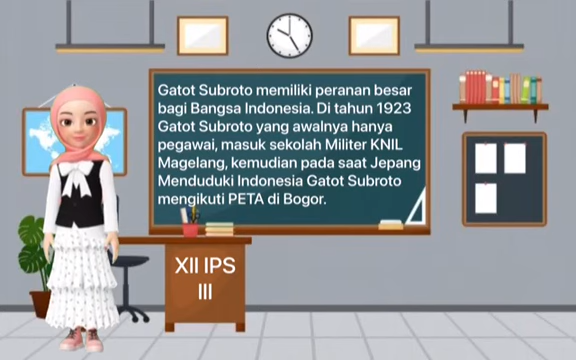 Gatot Subroto memiliki peranan besar
bagi Bangsa Indonesia. Di tahun 1923
Gatot Subroto yang awalnya hanya
pegawai, masuk sekolah Militer KNIL
Magelang, kemudian pada saat Jepang
Menduduki Indonesia Gatot Subroto
mengikuti PETA di Bogor.
XII IPS
III